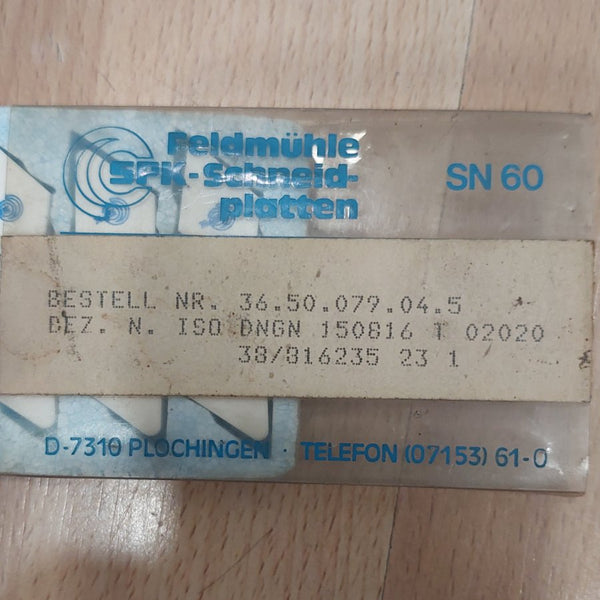 Feldmühle
SPK-Schneid-
platten
SN 60
BESTELL NR. 36.50.079.04.5
BEZ. N. ISO DNGN 150816 T 02020
38/816235 23 1
D-7310 PLOCHINGEN · TELEFON (07153) 61-0